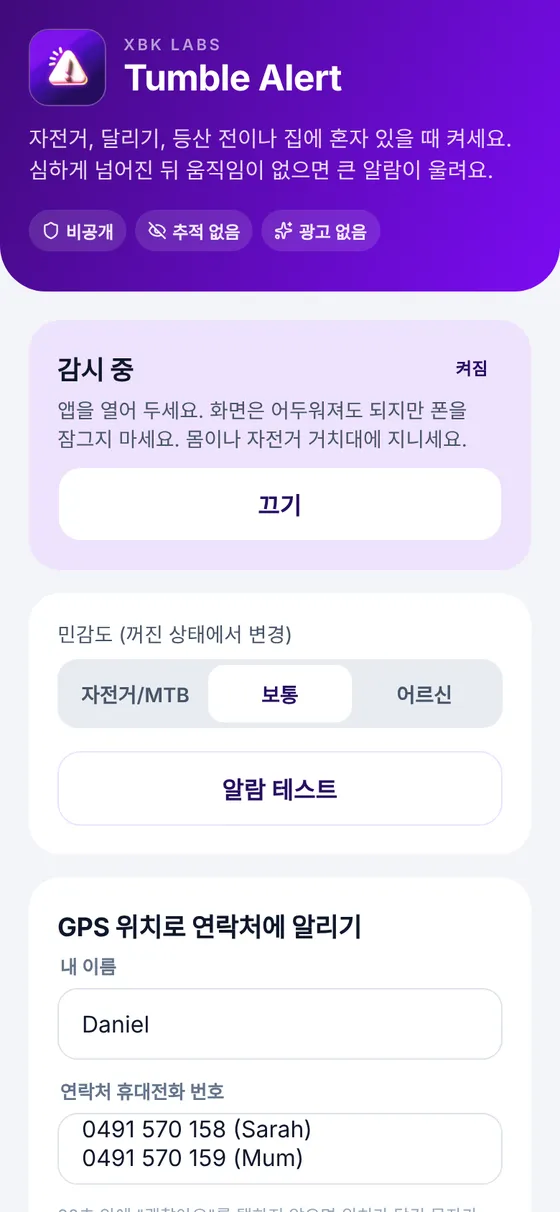 XBK LABS
Tumble Alert
자전거, 달리기, 등산 전이나 집에 혼자 있을 때 켜세요.
심하게 넘어진 뒤 움직임이 없으면 큰 알람이 울려요.
비공개
추적 없음
광고 없음
감시 중
켜짐
앱을 열어 두세요. 화면은 어두워져도 되지만 폰을
잠그지 마세요. 몸이나 자전거 거치대에 지니세요.
끄기
민감도 (꺼진 상태에서 변경)
자전거/MTB
보통
어르신
알람 테스트
GPS 위치로 연락처에 알리기
내 이름
Daniel
연락처 휴대전화 번호
0491 570 158 (Sarah)
0491 570 159 (Mum)